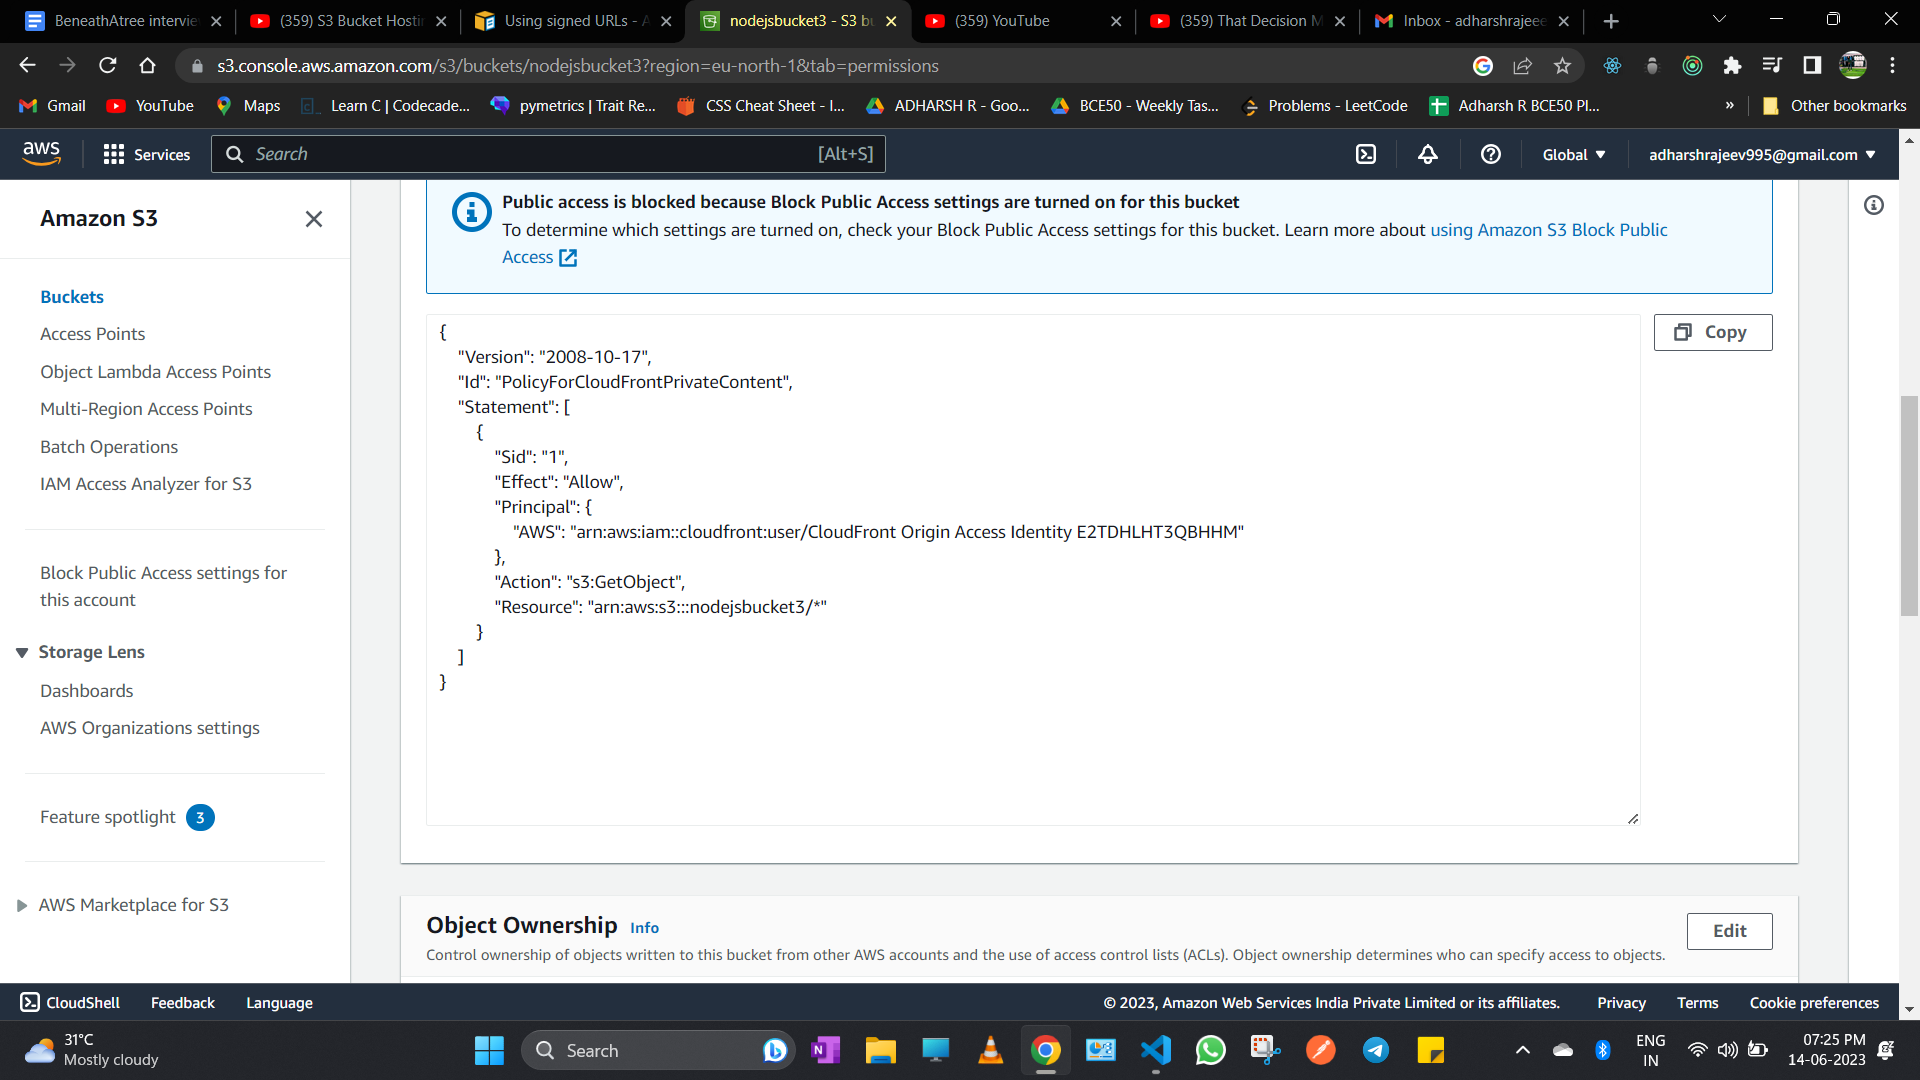 BeneathAtree intervie
(359) S3 Bucket Hostin
Using signed URLs - A
nodejsbucket3 - S3 bu
(359) YouTube
(359) That Decision M
Inbox - adharshrajeee
s3.console.aws.amazon.com/s3/buckets/nodejsbucket3?region=eu-north-1&tab=permissions
Gmail
YouTube
Maps
Learn C | Codecade...
pymetrics | Trait Re...
CSS Cheat Sheet - I...
ADHARSH R - Goo...
BCE50 - Weekly Tas...
Problems - LeetCode
Adharsh R BCE50 Pl...
»
Other bookmarks
aws
Services
Search
[Alt+S]
Global
adharshrajeev995@gmail.com
Amazon S3
Buckets
Access Points
Object Lambda Access Points
Multi-Region Access Points
Batch Operations
IAM Access Analyzer for S3
Block Public Access settings for
this account
Storage Lens
Dashboards
AWS Organizations settings
Feature spotlight 3
AWS Marketplace for S3
Public access is blocked because Block Public Access settings are turned on for this bucket
To determine which settings are turned on, check your Block Public Access settings for this bucket. Learn more about using Amazon S3 Block Public
Access
Copy
{
"Version": "2008-10-17",
"Id": "PolicyForCloudFrontPrivateContent",
"Statement": [
{
"Sid": "1",
"Effect": "Allow",
"Principal": {
"AWS": "arn:aws:iam::cloudfront:user/CloudFront Origin Access Identity E2TDHLHT3QBHHM"
},
"Action": "s3:GetObject",
"Resource": "arn:aws:s3:::nodejsbucket3/*"
}
]
}
Object Ownership Info
Edit
Control ownership of objects written to this bucket from other AWS accounts and the use of access control lists (ACLs). Object ownership determines who can specify access to objects.
CloudShell
Feedback
Language
© 2023, Amazon Web Services India Private Limited or its affiliates.
Privacy
Terms
Cookie preferences
31°C
Mostly cloudy
Search
ENG
IN
07:25 PM
14-06-2023